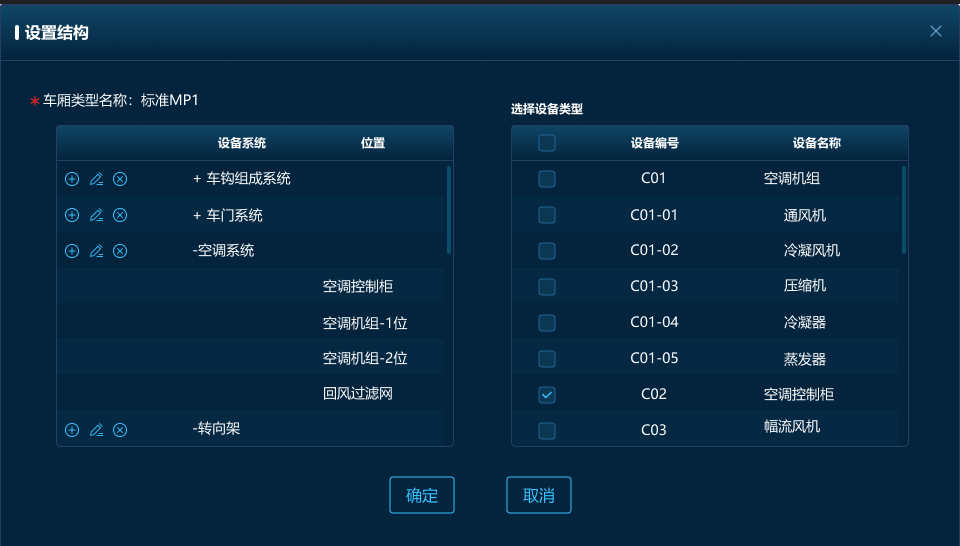 设置结构
*车厢类型名称：标准MP1
设备系统 位置
+ 车钩组成系统
+ 车门系统
-空调系统
空调控制柜
空调机组-1位
空调机组-2位
回风过滤网
-转向架
选择设备类型
设备编号 设备名称
C01 空调机组
C01-01 通风机
C01-02 冷凝风机
C01-03 压缩机
C01-04 冷凝器
C01-05 蒸发器
C02 空调控制柜
C03 幅流风机
确定 取消